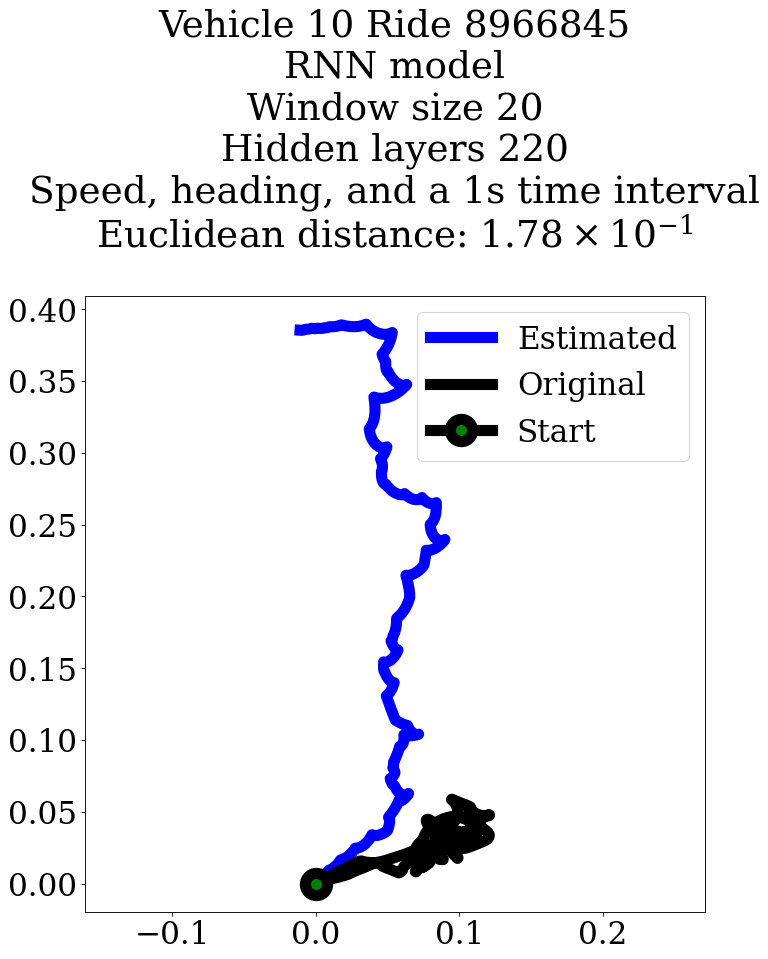 Vehicle 10 Ride 8966845
RNN model
Window size 20
Hidden layers 220
Speed, heading, and a 1s time interval
Euclidean distance: 1.78 × 10⁻¹
0.40
0.35
0.30
0.25
0.20
0.15
0.10
0.05
0.00
Estimated
Original
Start
−0.1
0.0
0.1
0.2